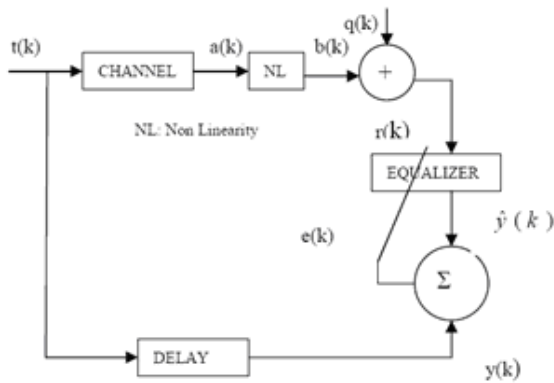 q(k)
t(k)
a(k)
b(k)
CHANNEL
NL
+
NL: Non Linearity
r(k)
EQUALIZER
ŷ ( k )
e(k)
Σ
DELAY
y(k)